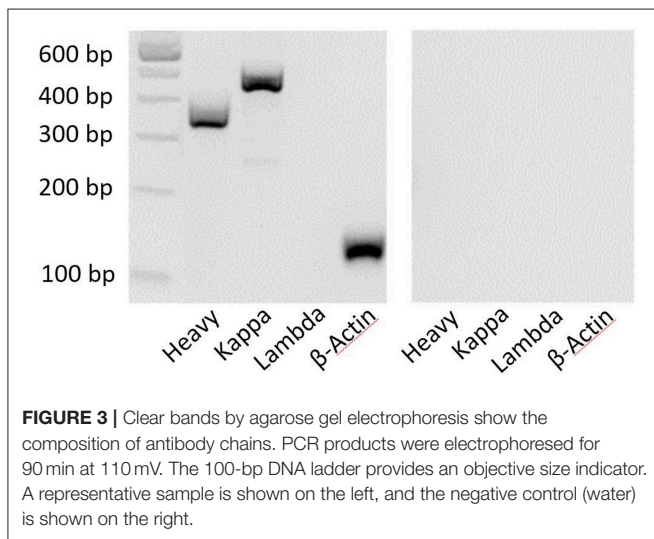 600 bp
400 bp
300 bp
200 bp
100 bp
Heavy
Kappa
Lambda
β-Actin
Heavy
Kappa
Lambda
β-Actin
FIGURE 3 | Clear bands by agarose gel electrophoresis show the
composition of antibody chains. PCR products were electrophoresed for
90 min at 110 mV. The 100-bp DNA ladder provides an objective size indicator.
A representative sample is shown on the left, and the negative control (water)
is shown on the right.